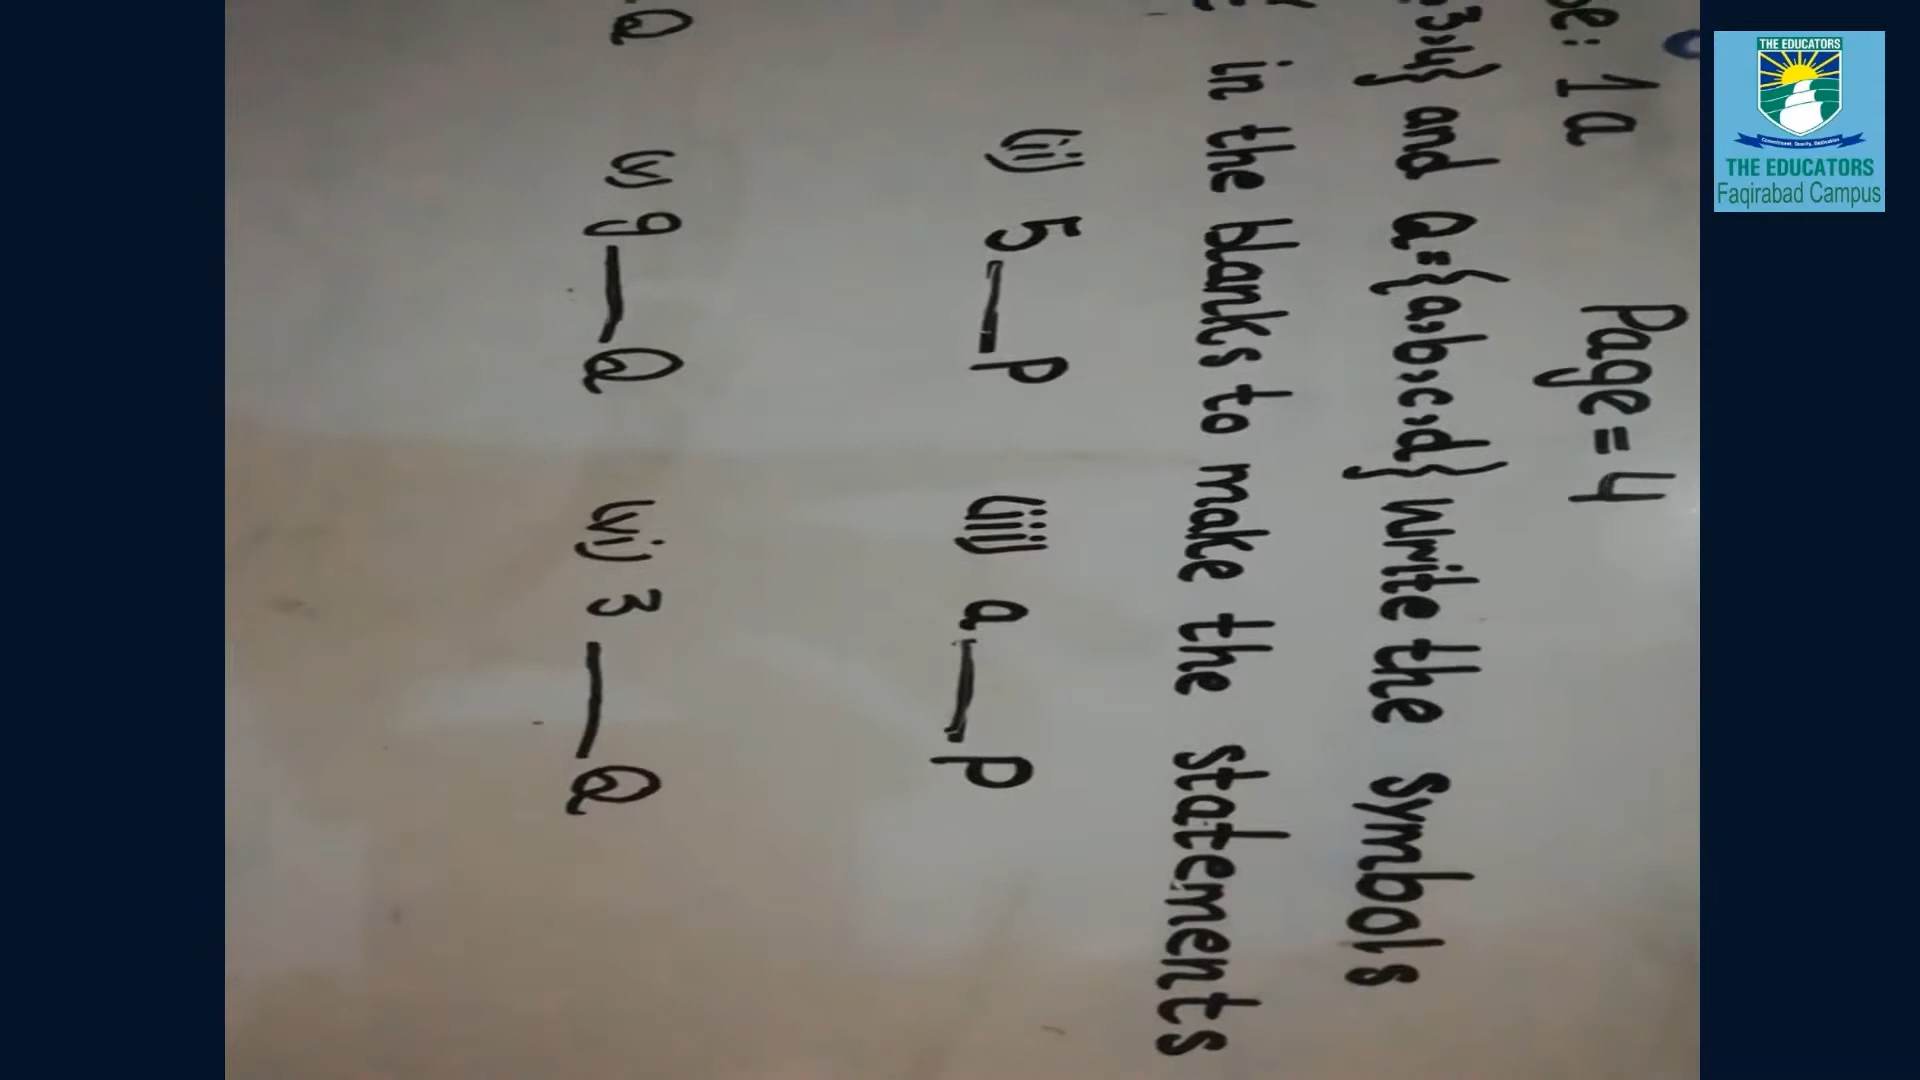 1a Page = 4
3,4} and Q={a,b,c,d} Write the symbols
in the blanks to make the statements
(ii) 5 __ P (iii) a __ P
Q (v) g __ Q (vi) 3 __ Q
THE EDUCATORS
THE EDUCATORS
Faqirabad Campus